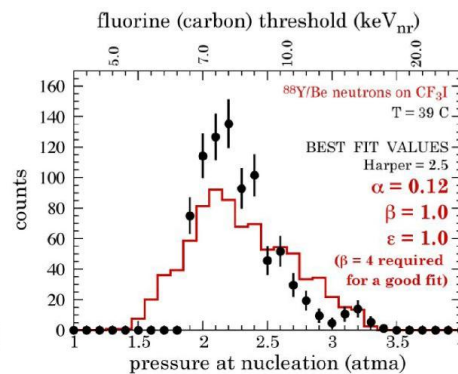 fluorine (carbon) threshold (keVnr)
5.0 7.0 10.0 20.0
160
140
120
100
80
60
40
20
0
counts
88Y/Be neutrons on CF3I
T = 39 C
BEST FIT VALUES
Harper = 2.5
α = 0.12
β = 1.0
ε = 1.0
(β = 4 required
for a good fit)
1 2 2.5 3 3.5 4
pressure at nucleation (atma)